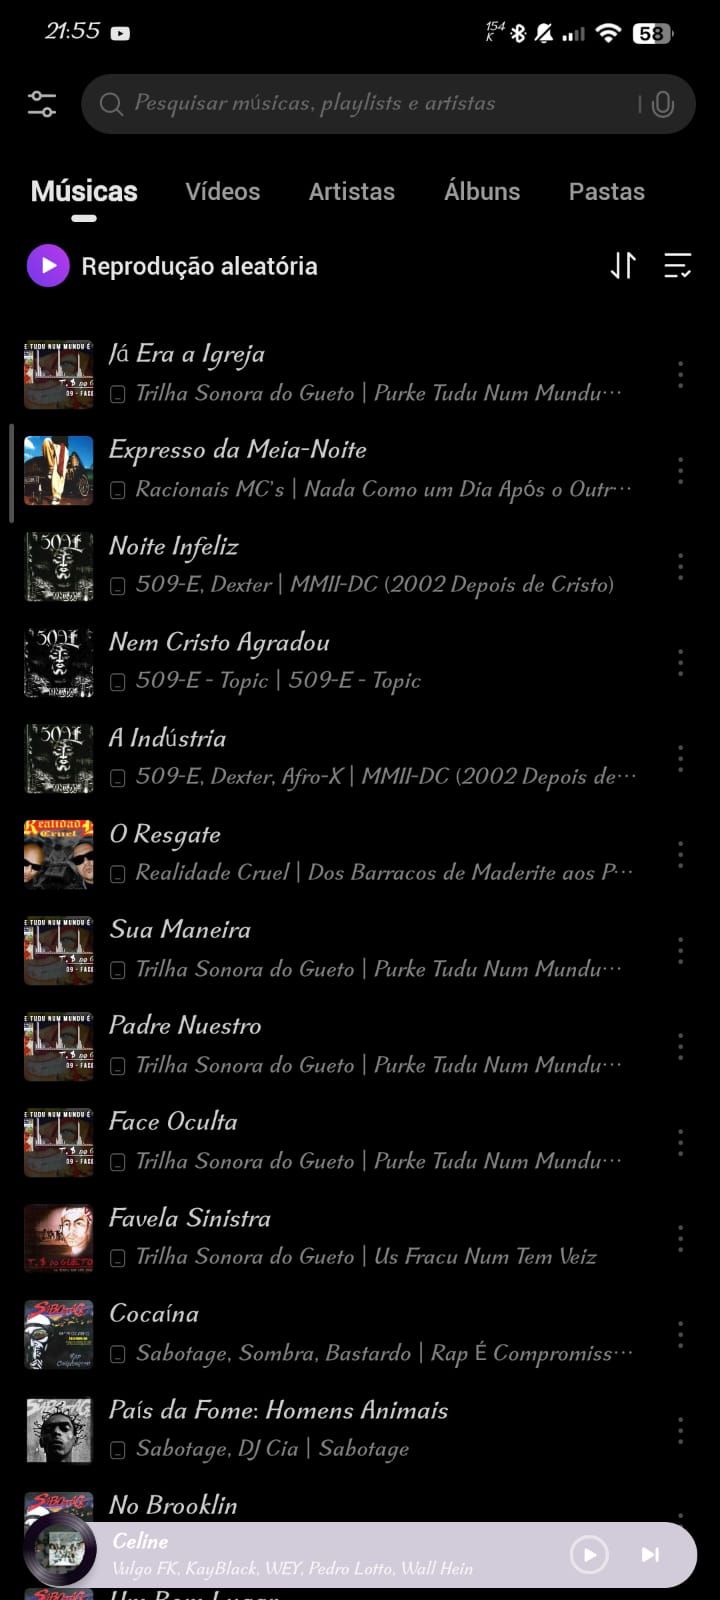 21:55
154
K
58
Pesquisar músicas, playlists e artistas
Músicas Vídeos Artistas Álbuns Pastas
Reprodução aleatória
Já Era a Igreja
Trilha Sonora do Gueto | Purke Tudu Num Mundu···
Expresso da Meia-Noite
Racionais MC's | Nada Como um Dia Após o Outr···
Noite Infeliz
509-E, Dexter | MMII-DC (2002 Depois de Cristo)
Nem Cristo Agradou
509-E - Topic | 509-E - Topic
A Indústria
509-E, Dexter, Afro-X | MMII-DC (2002 Depois de···
O Resgate
Realidade Cruel | Dos Barracos de Maderite aos P···
Sua Maneira
Trilha Sonora do Gueto | Purke Tudu Num Mundu···
Padre Nuestro
Trilha Sonora do Gueto | Purke Tudu Num Mundu···
Face Oculta
Trilha Sonora do Gueto | Purke Tudu Num Mundu···
Favela Sinistra
Trilha Sonora do Gueto | Us Fracu Num Tem Veiz
Cocaína
Sabotage, Sombra, Bastardo | Rap É Compromiss···
País da Fome: Homens Animais
Sabotage, DJ Cia | Sabotage
No Brooklin
Celine
Vulgo FK, KayBlack, WEY, Pedro Lotto, Wall Hein
Um Bom Lugar